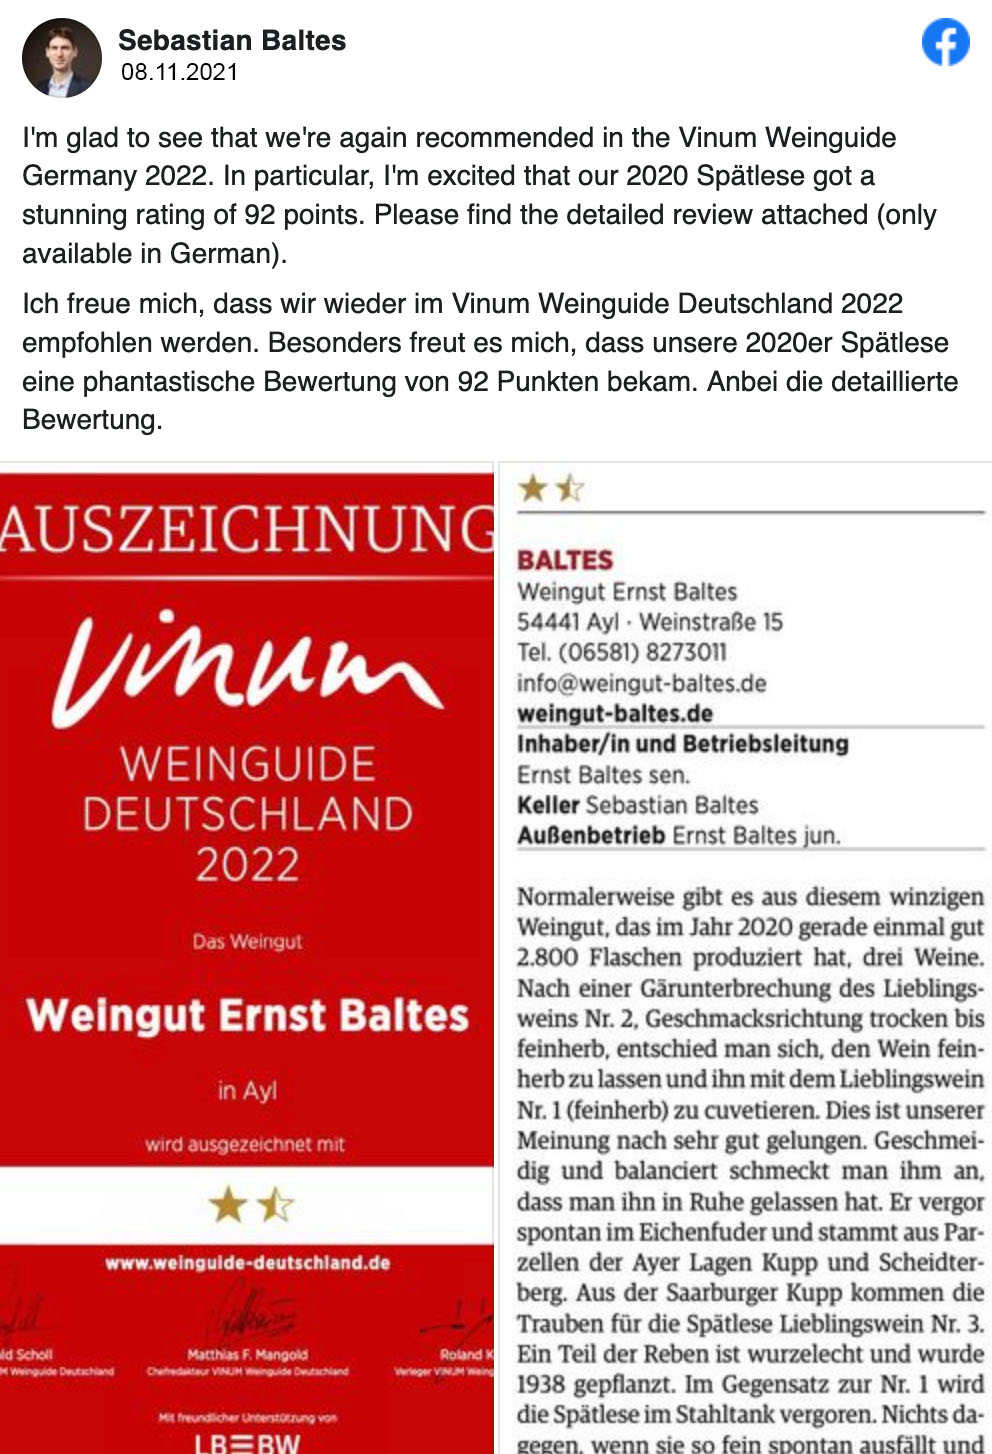 Sebastian Baltes
08.11.2021
I'm glad to see that we're again recommended in the Vinum Weinguide
Germany 2022. In particular, I'm excited that our 2020 Spätlese got a
stunning rating of 92 points. Please find the detailed review attached (only
available in German).
Ich freue mich, dass wir wieder im Vinum Weinguide Deutschland 2022
empfohlen werden. Besonders freut es mich, dass unsere 2020er Spätlese
eine phantastische Bewertung von 92 Punkten bekam. Anbei die detaillierte
Bewertung.
AUSZEICHNUNG
Vinum
WEINGUIDE
DEUTSCHLAND
2022
Das Weingut
Weingut Ernst Baltes
in Ayl
wird ausgezeichnet mit
www.weinguide-deutschland.de
ld Scholl
Matthias F. Mangold
Roland K
M Weinguide Deutschland
Chefredakteur VINUM Weinguide Deutschland
Verleger VINUM Weing
Mit freundlicher Unterstützung von
LBBW
BALTES
Weingut Ernst Baltes
54441 Ayl · Weinstraße 15
Tel. (06581) 8273011
info@weingut-baltes.de
weingut-baltes.de
Inhaber/in und Betriebsleitung
Ernst Baltes sen.
Keller Sebastian Baltes
Außenbetrieb Ernst Baltes jun.
Normalerweise gibt es aus diesem winzigen
Weingut, das im Jahr 2020 gerade einmal gut
2.800 Flaschen produziert hat, drei Weine.
Nach einer Gärunterbrechung des Lieblings-
weins Nr. 2, Geschmacksrichtung trocken bis
feinherb, entschied man sich, den Wein fein-
herb zu lassen und ihn mit dem Lieblingswein
Nr. 1 (feinherb) zu cuvetieren. Dies ist unserer
Meinung nach sehr gut gelungen. Geschmei-
dig und balanciert schmeckt man ihm an,
dass man ihn in Ruhe gelassen hat. Er vergor
spontan im Eichenfuder und stammt aus Par-
zellen der Ayer Lagen Kupp und Scheidter-
berg. Aus der Saarburger Kupp kommen die
Trauben für die Spätlese Lieblingswein Nr. 3.
Ein Teil der Reben ist wurzelecht und wurde
1938 gepflanzt. Im Gegensatz zur Nr. 1 wird
die Spätlese im Stahltank vergoren. Nichts da-
gegen, wenn sie so fein spontan ausfällt und